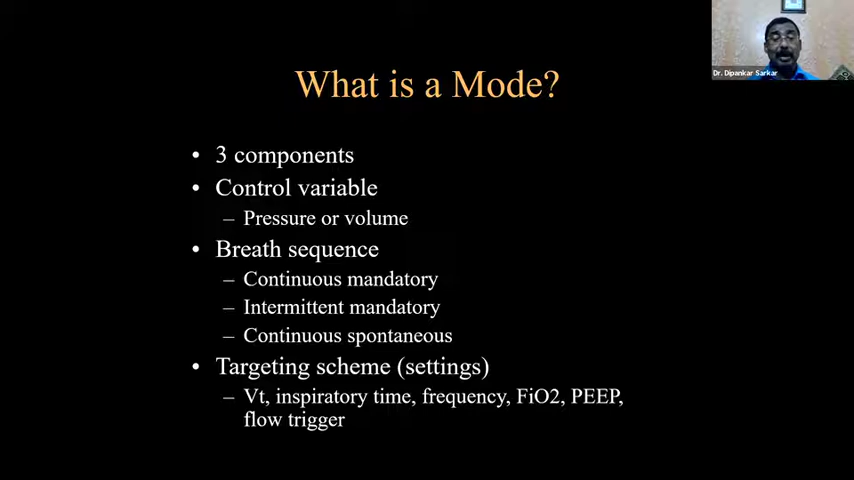 Dr. Dipankar Sarkar
What is a Mode?
• 3 components
• Control variable
– Pressure or volume
• Breath sequence
– Continuous mandatory
– Intermittent mandatory
– Continuous spontaneous
• Targeting scheme (settings)
– Vt, inspiratory time, frequency, FiO2, PEEP,
flow trigger